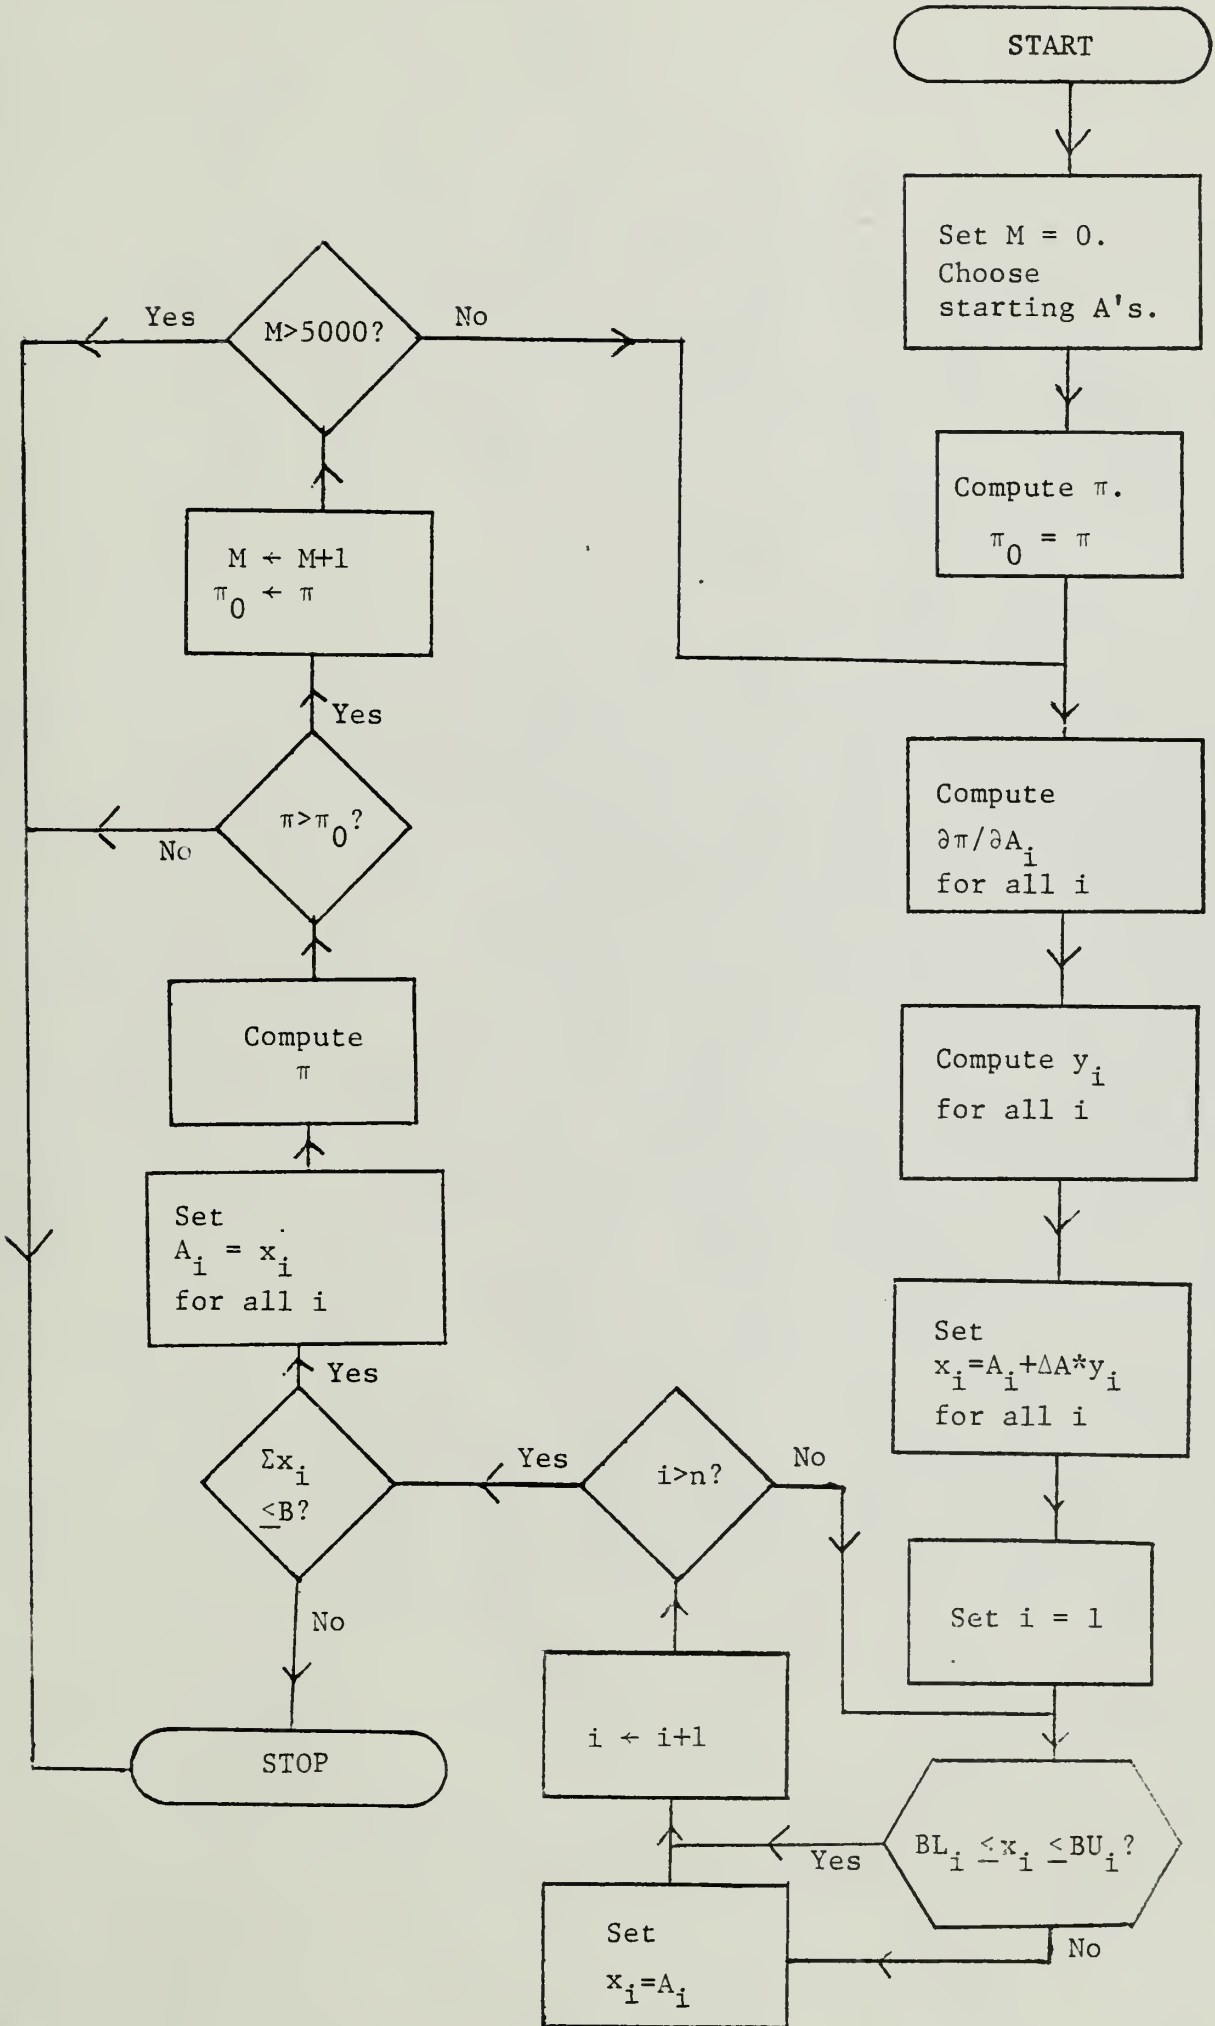 START
Set M = 0.
Choose
starting A's.
Compute π.
π0 = π
Compute
∂π/∂Ai
for all i
Compute yi
for all i
Set
xi=Ai+ΔA*yi
for all i
Set i = 1
BLi ≤xi ≤BUi?
Yes
No
Set
xi=Ai
i ← i+1
i>n?
No
Yes
Σxi
≤B?
No
STOP
Yes
Set
Ai = xi
for all i
Compute
π
π>π0?
No
Yes
M ← M+1
π0 ← π
M>5000?
Yes
No